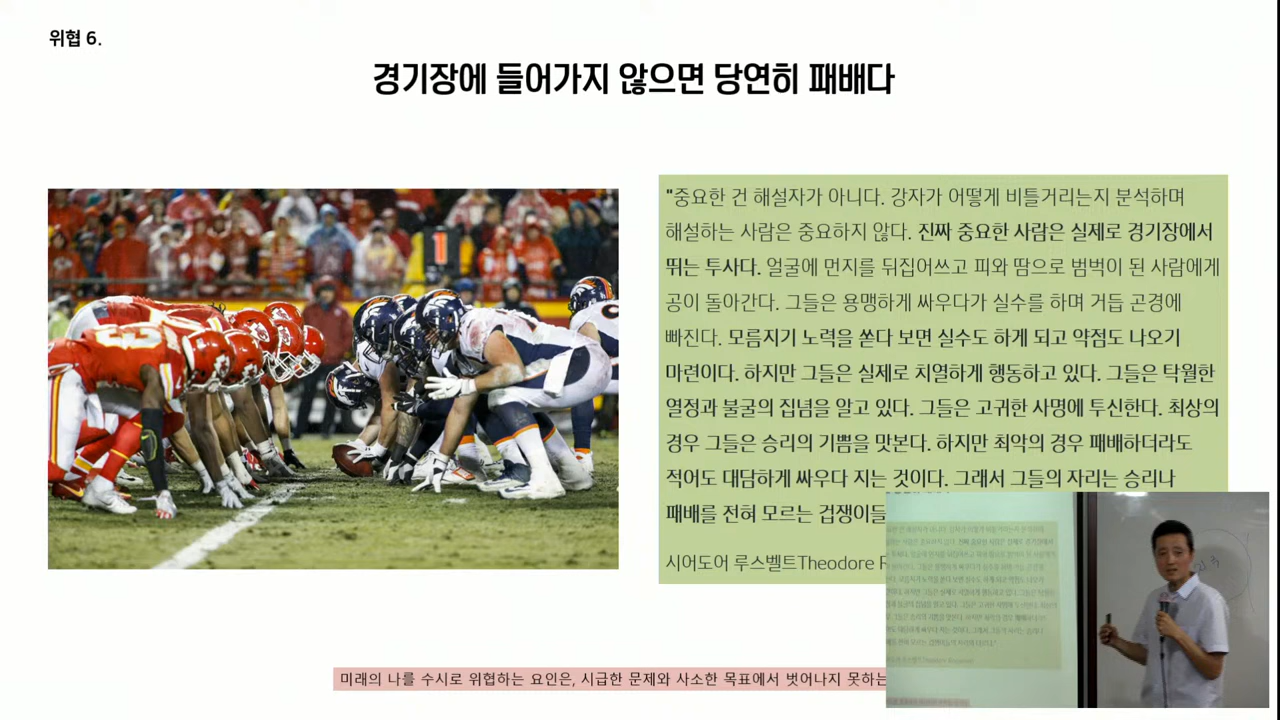 위협 6.
경기장에 들어가지 않으면 당연히 패배다
"중요한 건 해설자가 아니다. 강자가 어떻게 비틀거리는지 분석하며
해설하는 사람은 중요하지 않다. 진짜 중요한 사람은 실제로 경기장에서
뛰는 투사다. 얼굴에 먼지를 뒤집어쓰고 피와 땀으로 범벅이 된 사람에게
공이 돌아간다. 그들은 용맹하게 싸우다가 실수를 하며 거듭 곤경에
빠진다. 모름지기 노력을 쏟다 보면 실수도 하게 되고 약점도 나오기
마련이다. 하지만 그들은 실제로 치열하게 행동하고 있다. 그들은 탁월한
열정과 불굴의 집념을 알고 있다. 그들은 고귀한 사명에 투신한다. 최상의
경우 그들은 승리의 기쁨을 맛본다. 하지만 최악의 경우 패배하더라도
적어도 대담하게 싸우다 지는 것이다. 그래서 그들의 자리는 승리나
패배를 전혀 모르는 겁쟁이들
시어도어 루스벨트Theodore R
미래의 나를 수시로 위협하는 요인은, 시급한 문제와 사소한 목표에서 벗어나지 못하는